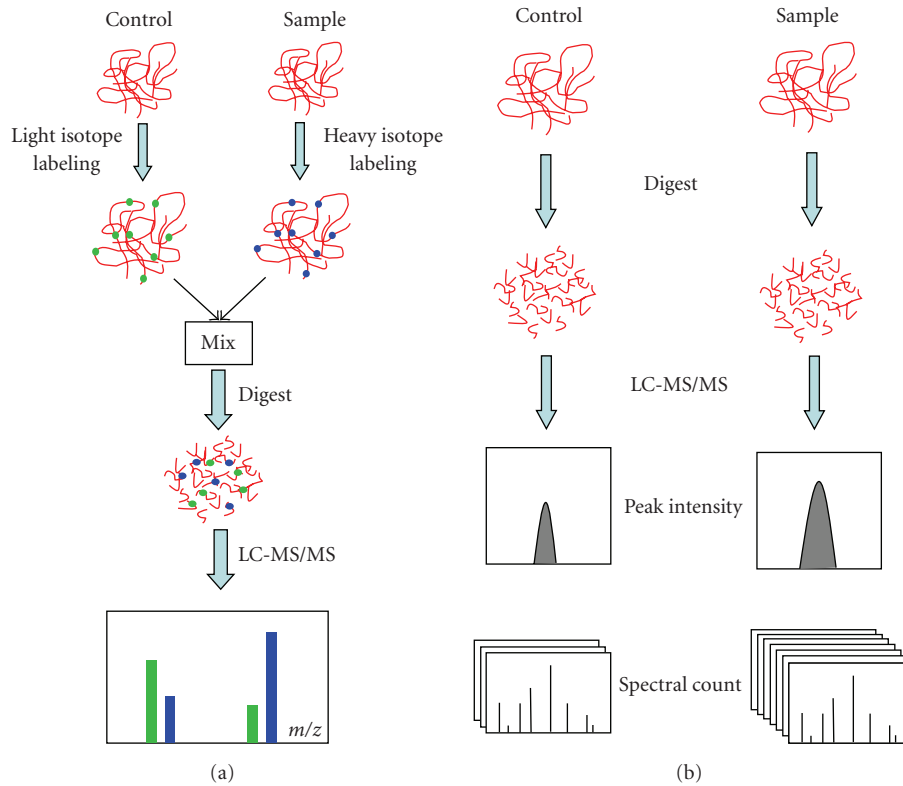 Control
Sample
Light isotope
labeling
Heavy isotope
labeling
Mix
Digest
LC-MS/MS
m/z
(a)
Control
Sample
Digest
LC-MS/MS
Peak intensity
Spectral count
(b)